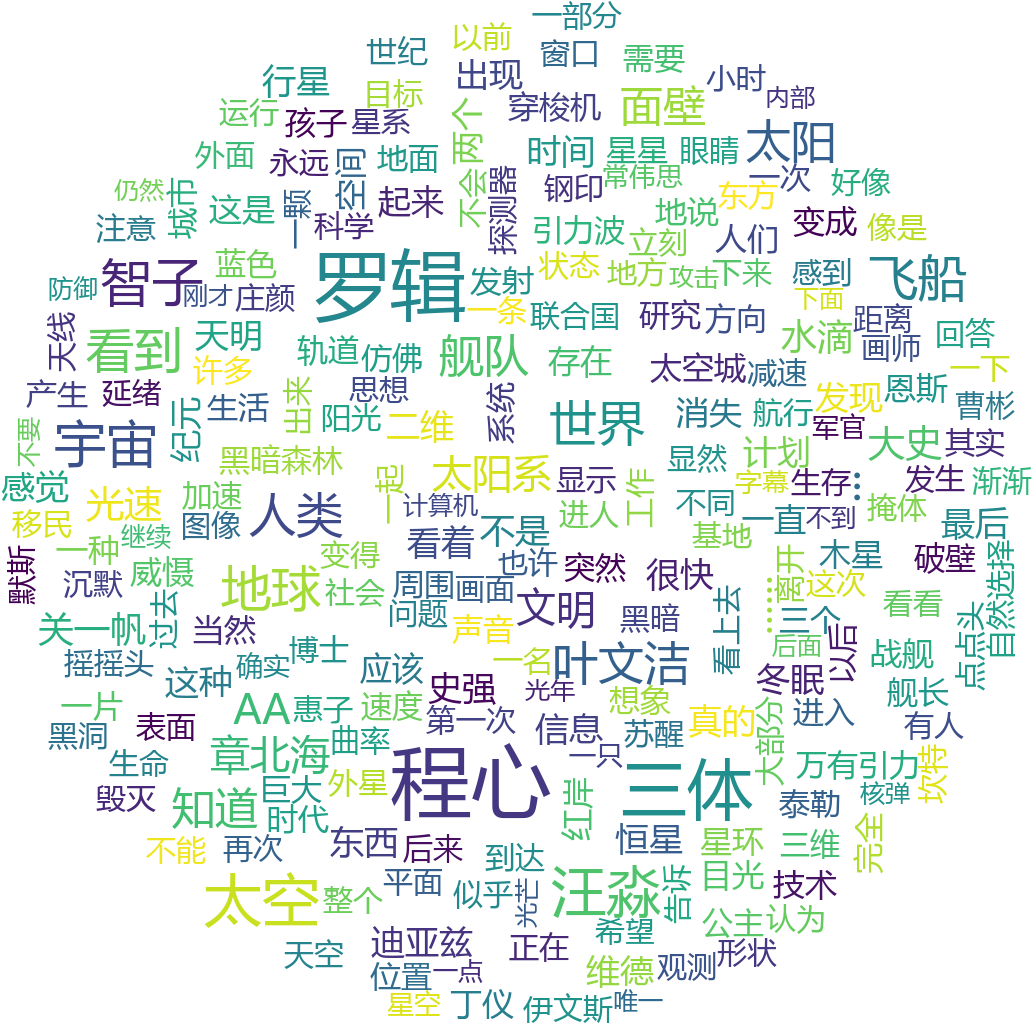 一部分
以前
窗口
世纪
出现
需要
行星
目标
小时
内部
运行
孩子
星系
穿梭机
面壁
两个
太阳
外面
永远
空间
地面
时间
星星
眼睛
仍然
城市
这是
一颗
起来
不会
探测器
钢印
常伟思
东方
一次
好像
注意
科学
引力波
地说
立刻
人们
变成
像是
防御
智子
蓝色
刚才
庄颜
罗辑
发射
状态
地方
攻击
下来
感到
飞船
天线
看到
天明
一条
联合国
研究
方向
下面
距离
水滴
画师
回答
许多
轨道
仿佛
舰队
存在
太空城
减速
产生
延绪
思想
发现
恩斯
一下
不要
宇宙
纪元
生活
出来
阳光
二维
系统
世界
消失
航行
军官
曹彬
黑暗森林
太阳系
显然
计划
大史
其实
感觉
光速
加速
一起
显示
工作
字幕
生存
...
发生
渐渐
移民
图像
人类
计算机
进人
不同
一直
不到
掩体
最后
默斯
一种
继续
看着
不是
基地
变得
也许
突然
很快
离开
木星
破壁
沉默
威慑
地球
社会
周围
画面
文明
......
这次
看看
自然选择
关一帆
过去
当然
问题
声音
黑暗
看上去
三个
点点头
摇摇头
博士
后面
以后
战舰
这种
确实
应该
一名
叶文洁
冬眠
舰长
一片
AA
惠子
速度
史强
光年
想象
真的
大部分
进入
有人
黑洞
表面
章北海
曲率
第一次
信息
苏醒
生命
外星
程心
一只
三体
万有引力
坎特
毁灭
知道
巨大
时代
红岸
泰勒
核弹
不能
再次
东西
后来
恒星
星环
三维
完全
到达
太空
整个
平面
似乎
光芒
汪淼
告诉
目光
技术
天空
迪亚兹
正在
希望
公主
认为
位置
一点
维德
观测
形状
星空
丁仪
伊文斯
唯一